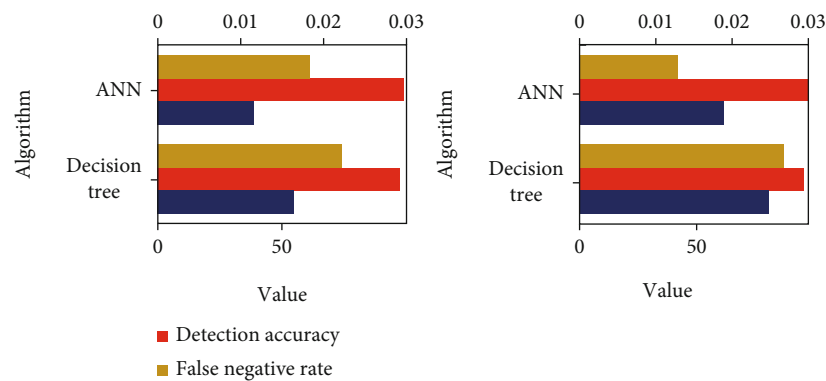 0 0.01 0.02 0.03
Algorithm
ANN
Decision
tree
0 50
Value
Detection accuracy
False negative rate
0 0.01 0.02 0.03
Algorithm
ANN
Decision
tree
0 50
Value